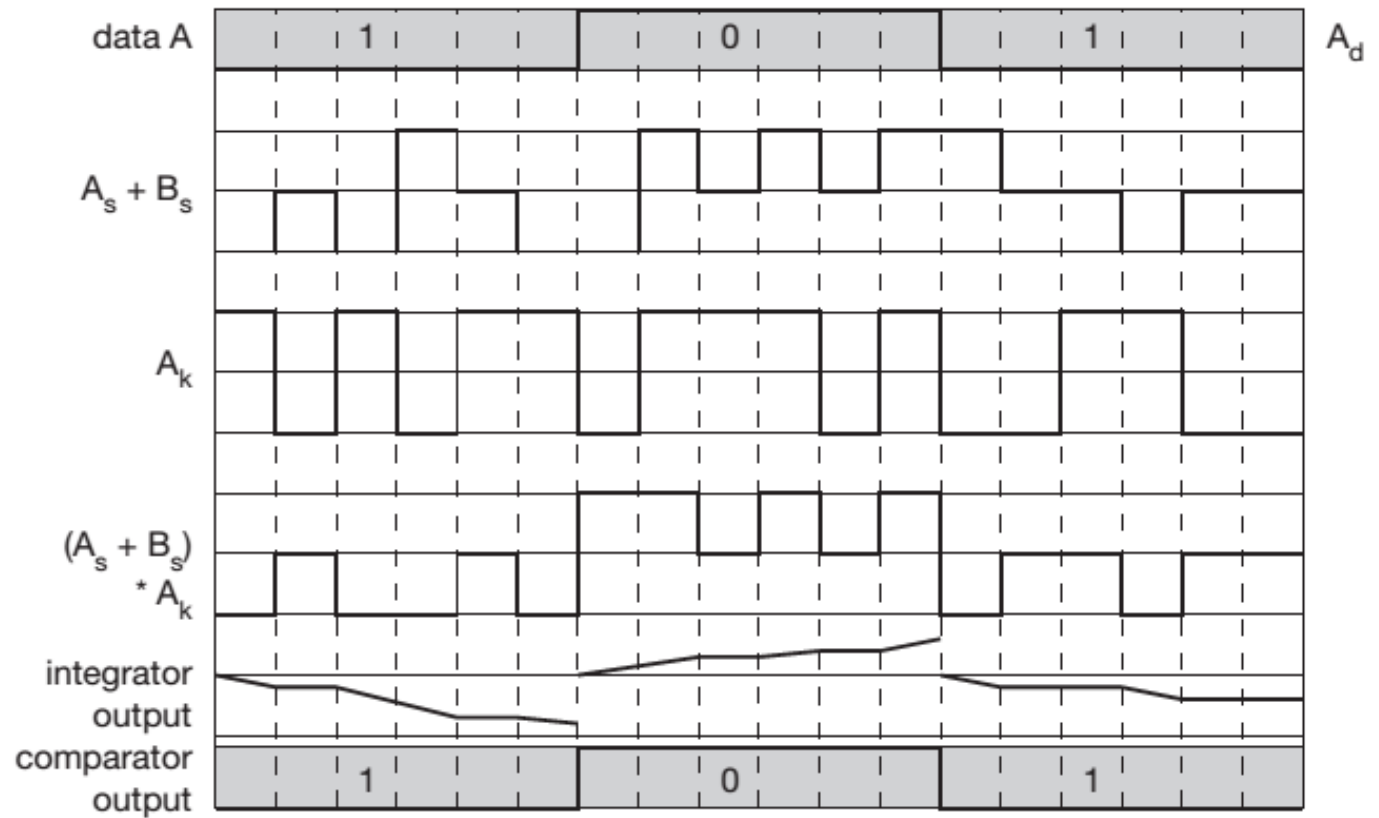 data A 1 0 1 A_d
A_s + B_s
A_k
(A_s + B_s)
* A_k
integrator
output
comparator
output 1 0 1